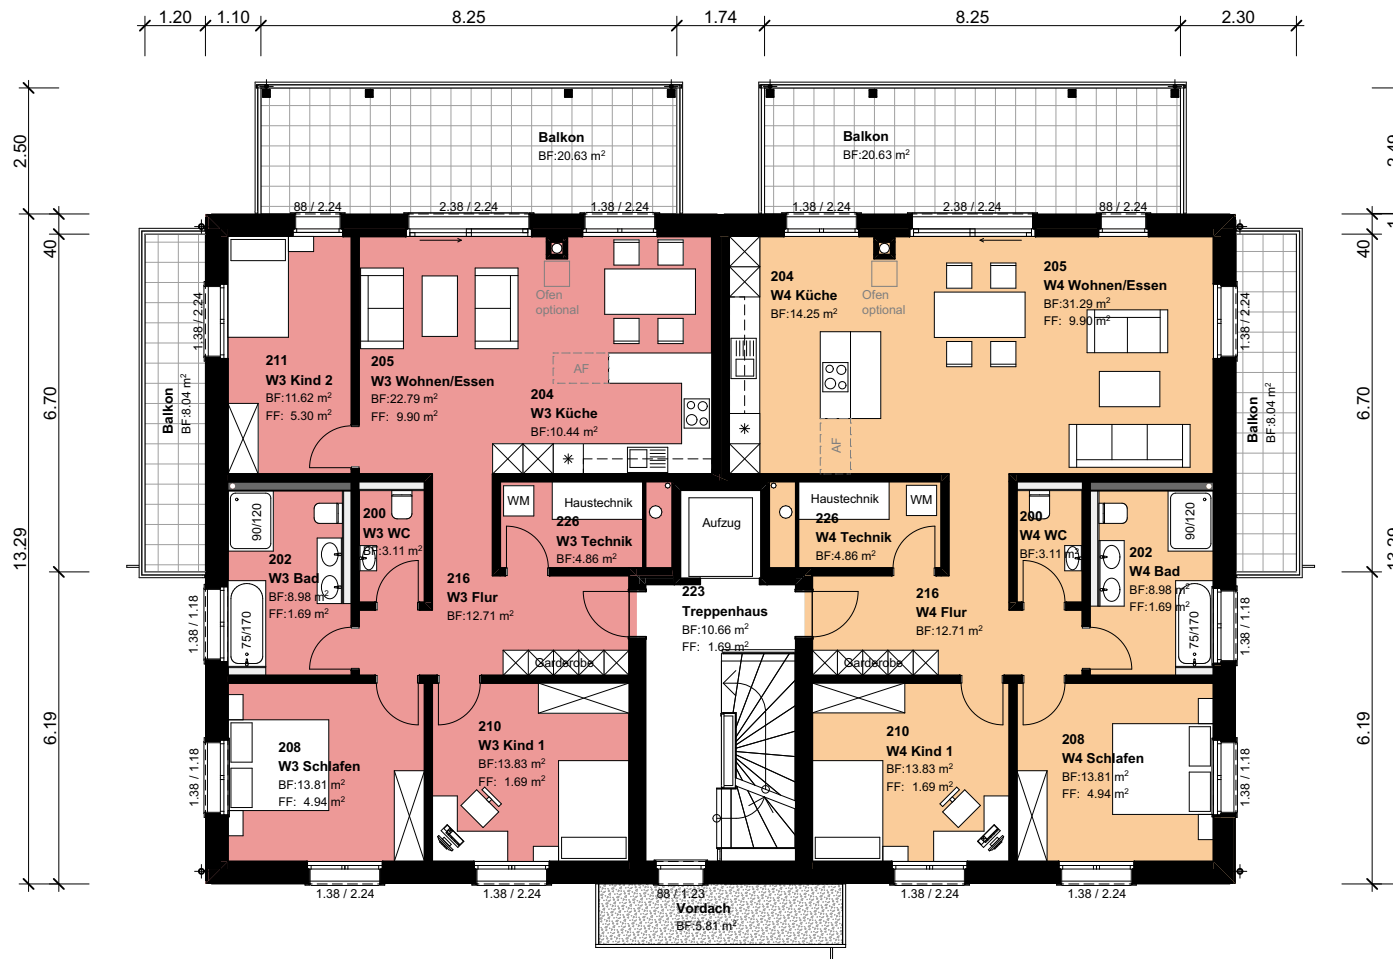 1.20
1.10
8.25
1.74
8.25
2.30
2.50
40
6.70
13.29
6.19
40
6.70
6.19
Balkon
BF:20.63 m²
Balkon
BF:20.63 m²
88 / 2.24
2.38 / 2.24
1.38 / 2.24
1.38 / 2.24
2.38 / 2.24
88 / 2.24
1.38 / 2.24
1.38 / 2.24
Balkon
BF:8.04 m²
Balkon
BF:8.04 m²
211
W3 Kind 2
BF:11.62 m²
FF: 5.30 m²
205
W3 Wohnen/Essen
BF:22.79 m²
FF: 9.90 m²
Ofen
optional
AF
204
W3 Küche
BF:10.44 m²
204
W4 Küche
BF:14.25 m²
Ofen
optional
AF
205
W4 Wohnen/Essen
BF:31.29 m²
FF: 9.90 m²
90/120
202
W3 Bad
BF:8.98 m²
FF:1.69 m²
75/170
1.38 / 1.18
200
W3 WC
BF:3.11 m²
WM
Haustechnik
226
W3 Technik
BF:4.86 m²
216
W3 Flur
BF:12.71 m²
Garderobe
Aufzug
223
Treppenhaus
BF:10.66 m²
FF: 1.69 m²
Haustechnik
WM
226
W4 Technik
BF:4.86 m²
216
W4 Flur
BF:12.71 m²
Garderobe
200
W4 WC
BF:3.11 m²
90/120
202
W4 Bad
BF:8.98 m²
FF:1.69 m²
75/170
1.38 / 1.18
208
W3 Schlafen
BF:13.81 m²
FF: 4.94 m²
1.38 / 1.18
210
W3 Kind 1
BF:13.83 m²
FF: 1.69 m²
210
W4 Kind 1
BF:13.83 m²
FF: 1.69 m²
208
W4 Schlafen
BF:13.81 m²
FF: 4.94 m²
1.38 / 1.18
1.38 / 2.24
1.38 / 2.24
88 / 1.23
1.38 / 2.24
1.38 / 2.24
Vordach
BF:5.81 m²